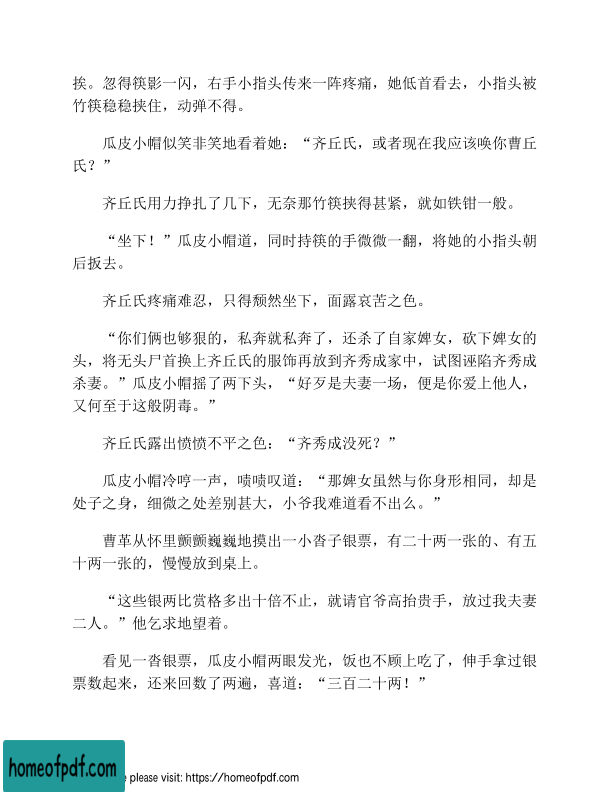 挨。忽得筷影一闪，右手小指头传来一阵疼痛，她低首看去，小指头被
竹筷稳稳挟住，动弹不得。
瓜皮小帽似笑非笑地看着她：“齐丘氏，或者现在我应该唤你曹丘
氏？”
齐丘氏用力挣扎了几下，无奈那竹筷挟得甚紧，就如铁钳一般。
“坐下！”瓜皮小帽道，同时持筷的手微微一翻，将她的小指头朝
后扳去。
齐丘氏疼痛难忍，只得颓然坐下，面露哀苦之色。
“你们俩也够狠的，私奔就私奔了，还杀了自家婢女，砍下婢女的
头，将无头尸首换上齐丘氏的服饰再放到齐秀成家中，试图诬陷齐秀成
杀妻。”瓜皮小帽摇了两下头，“好歹是夫妻一场，便是你爱上他人，
又何至于这般阴毒。”
齐丘氏露出愤愤不平之色：“齐秀成没死？”
瓜皮小帽冷哼一声，啧啧叹道：“那婢女虽然与你身形相同，却是
处子之身，细微之处差别甚大，小爷我难道看不出么。”
曹革从怀里颤颤巍巍地摸出一小沓子银票，有二十两一张的、有五
十两一张的，慢慢放到桌上。
“这些银两比赏格多出十倍不止，就请官爷高抬贵手，放过我夫妻
二人。”他乞求地望着。
看见一沓银票，瓜皮小帽两眼发光，饭也不顾上吃了，伸手拿过银
票数起来，还来回数了两遍，喜道：“三百二十两！”
homeofpdf.com
e please visit: https://homeofpdf.com